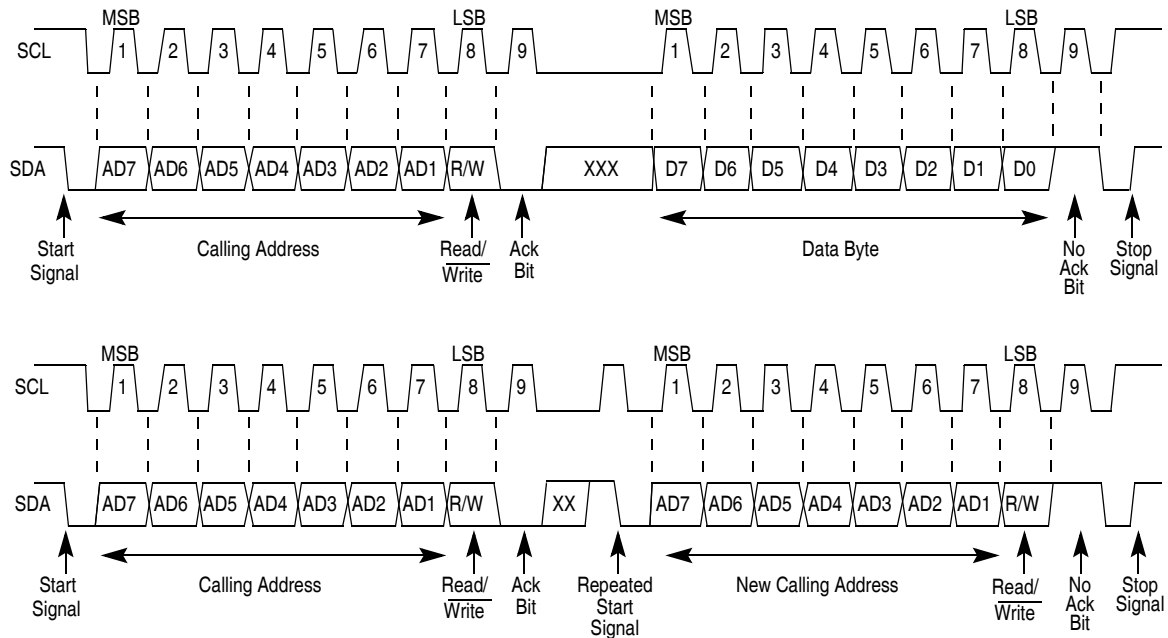 MSB LSB MSB LSB
SCL 1 2 3 4 5 6 7 8 9 1 2 3 4 5 6 7 8 9
SDA AD7 AD6 AD5 AD4 AD3 AD2 AD1 R/W XXX D7 D6 D5 D4 D3 D2 D1 D0
Start Signal
Calling Address
Read/ Write
Ack Bit
Data Byte
No Ack Bit
Stop Signal
MSB LSB MSB LSB
SCL 1 2 3 4 5 6 7 8 9 1 2 3 4 5 6 7 8 9
SDA AD7 AD6 AD5 AD4 AD3 AD2 AD1 R/W XX AD7 AD6 AD5 AD4 AD3 AD2 AD1 R/W
Start Signal
Calling Address
Read/ Write
Ack Bit
Repeated Start Signal
New Calling Address
Read/ Write
No Ack Bit
Stop Signal